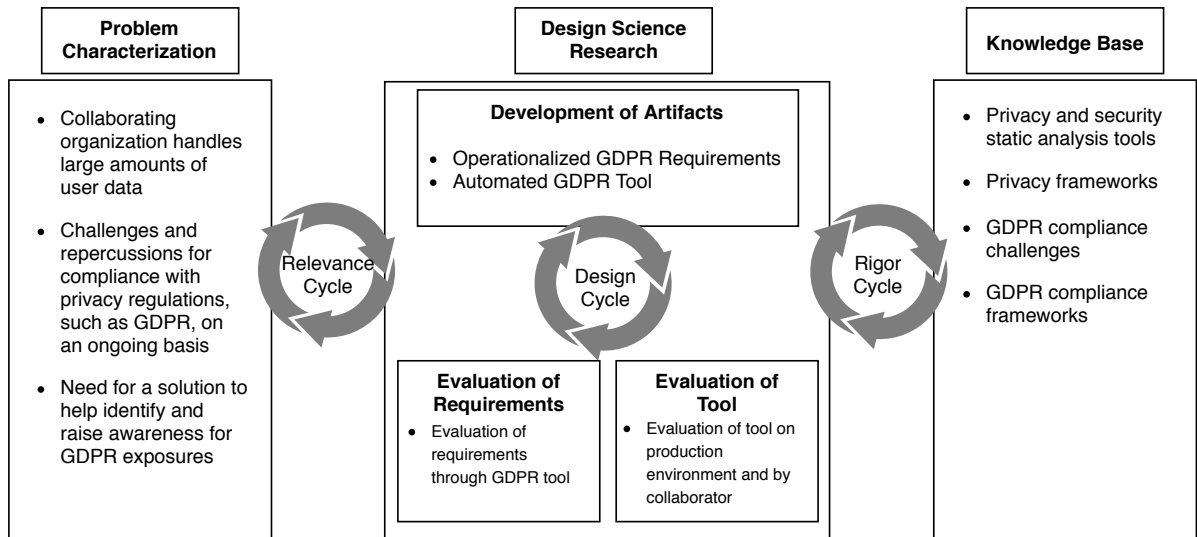 Problem
Characterization
• Collaborating
organization handles
large amounts of
user data
• Challenges and
repercussions for
compliance with
privacy regulations,
such as GDPR, on
an ongoing basis
• Need for a solution to
help identify and
raise awareness for
GDPR exposures
Relevance
Cycle
Design Science
Research
Development of Artifacts
• Operationalized GDPR Requirements
• Automated GDPR Tool
Design
Cycle
Evaluation of
Requirements
• Evaluation of
requirements
through GDPR tool
Evaluation of
Tool
• Evaluation of tool on
production
environment and by
collaborator
Rigor
Cycle
Knowledge Base
• Privacy and security
static analysis tools
• Privacy frameworks
• GDPR compliance
challenges
• GDPR compliance
frameworks